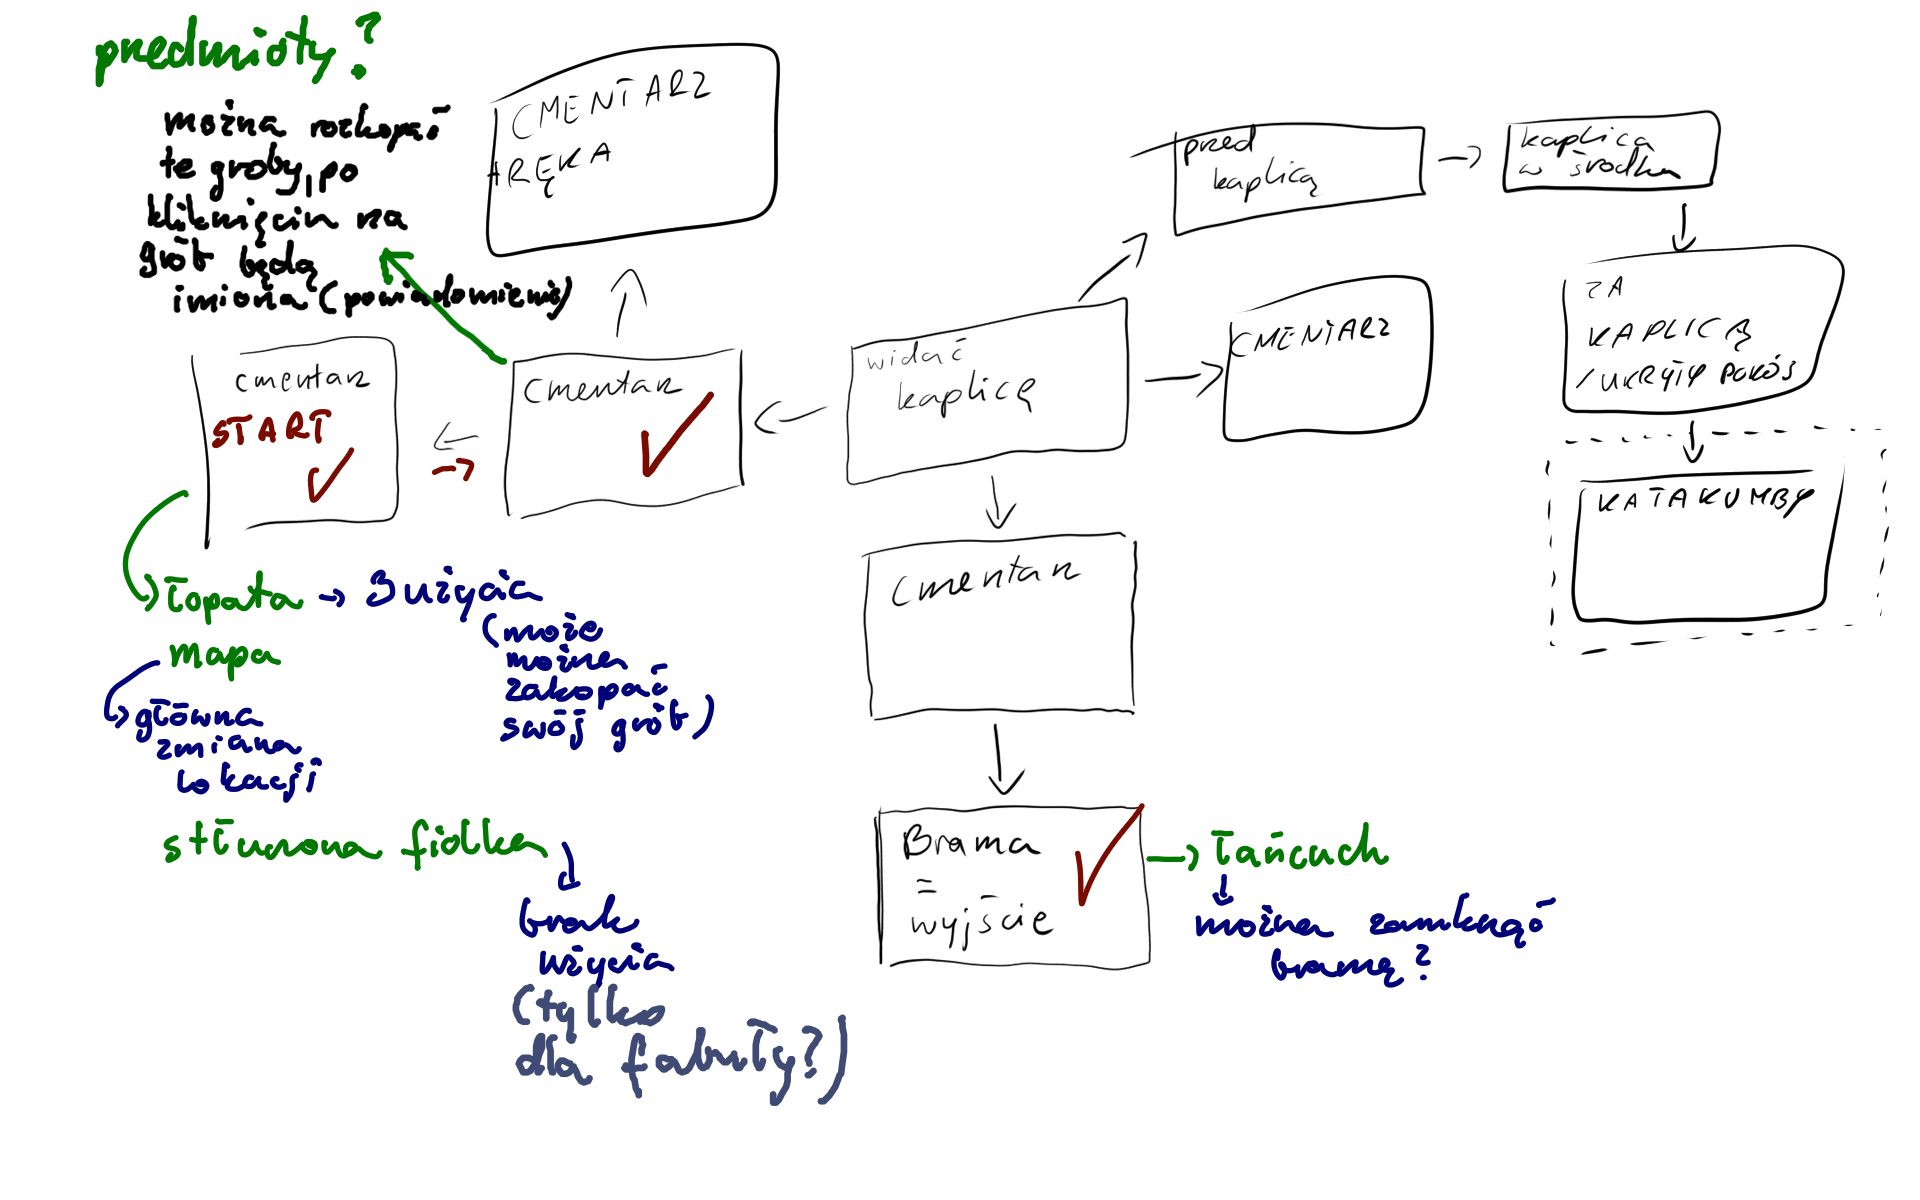 przedmioty?
można rozkopać
te groby, po
kliknięciu na
grób będą
imiona (powiadomienie)
CMENTARZ
+RĘKA
przed
kaplicą
kaplica
w środku
ZA
KAPLICĄ
/UKRYTY POKÓJ
KATAKUMBY
cmentarz
START
cmentarz
widać
kaplicę
CMENTARZ
cmentarz
Brama
=
wyjście
łańcuch
można zamknąć
bramę?
łopata → 3 użycia
(może
można
zakopać
swój grób)
mapa
główna
zmiana
lokacji
stłuczona fiolka
brak
użycia
(tylko
dla fabuły?)